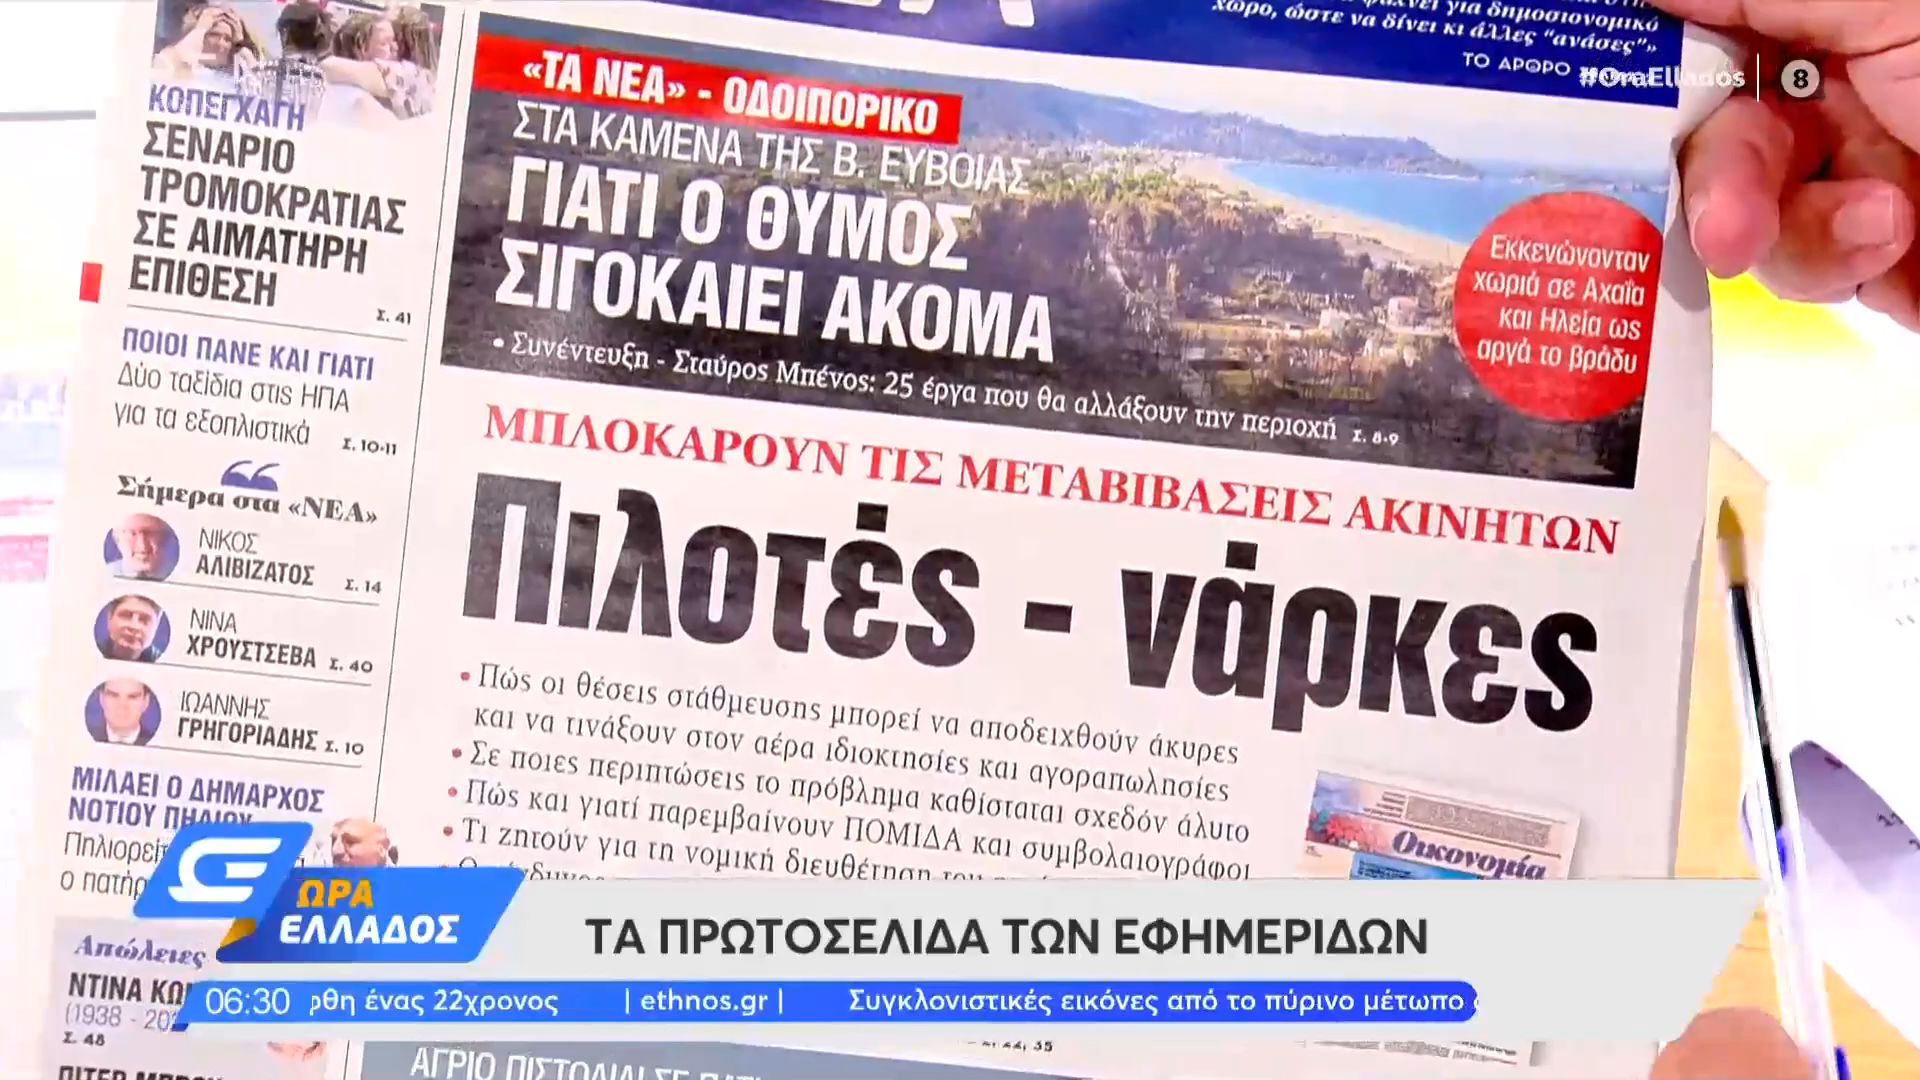 χώρο, ώστε να δίνει κι άλλες “ανάσες”»
ΤΟ ΑΡΘΡΟ
#OraEllados
8
ΚΟΠΕΓΧΑΓΗ
ΣΕΝΑΡΙΟ
ΤΡΟΜΟΚΡΑΤΙΑΣ
ΣΕ ΑΙΜΑΤΗΡΗ
ΕΠΙΘΕΣΗ
Σ. 41
ΠΟΙΟΙ ΠΑΝΕ ΚΑΙ ΓΙΑΤΙ
Δύο ταξίδια στις ΗΠΑ
για τα εξοπλιστικά Σ. 10-11
Σήμερα στα «ΝΕΑ»
ΝΙΚΟΣ
ΑΛΙΒΙΖΑΤΟΣ Σ. 14
ΝΙΝΑ
ΧΡΟΥΣΤΣΕΒΑ Σ. 40
ΙΩΑΝΝΗΣ
ΓΡΗΓΟΡΙΑΔΗΣ Σ. 10
ΜΙΛΑΕΙ Ο ΔΗΜΑΡΧΟΣ
ΝΟΤΙΟΥ ΠΗΛΙΟΥ
Απώλειες
ΝΤΙΝΑ
(1938 -
Σ. 48
«ΤΑ ΝΕΑ» - ΟΔΟΙΠΟΡΙΚΟ
ΣΤΑ ΚΑΜΕΝΑ ΤΗΣ Β. ΕΥΒΟΙΑΣ
ΓΙΑΤΙ Ο ΘΥΜΟΣ
ΣΙΓΟΚΑΙΕΙ ΑΚΟΜΑ
• Συνέντευξη - Σταύρος Μπένος: 25 έργα που θα αλλάξουν την περιοχή Σ. 8-9
Εκκενώνονταν
χωριά σε Αχαΐα
και Ηλεία ως
αργά το βράδυ
ΜΠΛΟΚΑΡΟΥΝ ΤΙΣ ΜΕΤΑΒΙΒΑΣΕΙΣ ΑΚΙΝΗΤΩΝ
Πιλοτές - νάρκες
• Πώς οι θέσεις στάθμευσης μπορεί να αποδειχθούν άκυρες
και να τινάξουν στον αέρα ιδιοκτησίες και αγοραπωλησίες
• Σε ποιες περιπτώσεις το πρόβλημα καθίσταται σχεδόν άλυτο
• Πώς και γιατί παρεμβαίνουν ΠΟΜΙΔΑ και συμβολαιογράφοι
• Τι ζητούν για τη νομική διευθέτηση του
Οικονομία
ΩΡΑ
ΕΛΛΑΔΟΣ
ΤΑ ΠΡΩΤΟΣΕΛΙΔΑ ΤΩΝ ΕΦΗΜΕΡΙΔΩΝ
06:30 ρθη ένας 22χρονος | ethnos.gr | Συγκλονιστικές εικόνες από το πύρινο μέτωπο